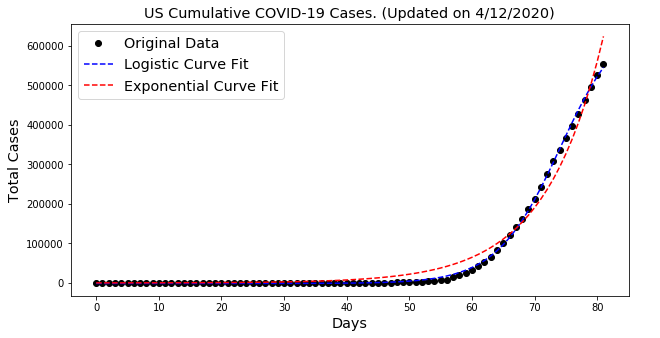 US Cumulative COVID-19 Cases. (Updated on 4/12/2020)
Original Data
Logistic Curve Fit
Exponential Curve Fit
Total Cases
600000
500000
400000
300000
200000
100000
0
0 10 20 30 40 50 60 70 80
Days